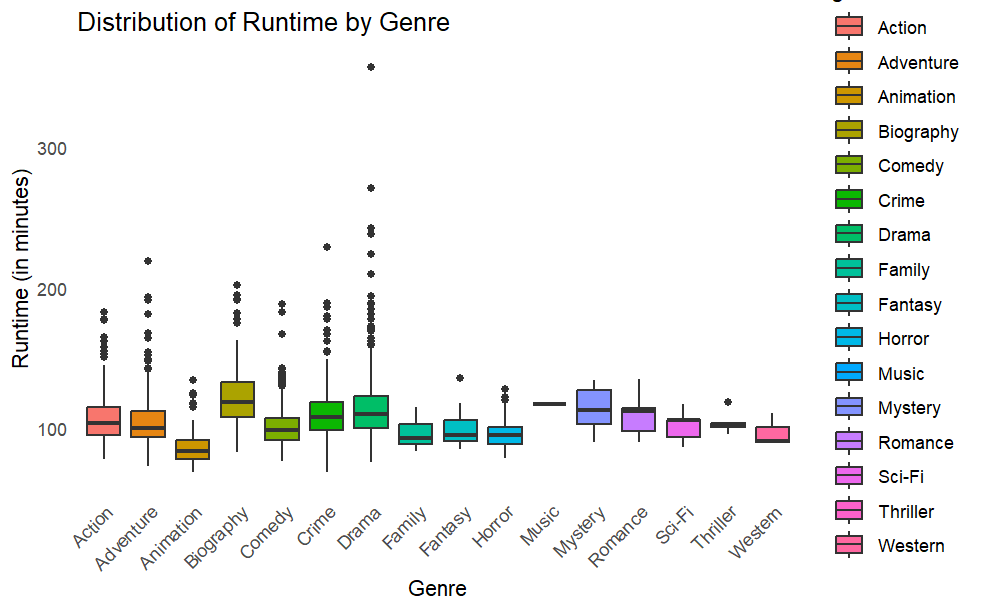 Distribution of Runtime by Genre
Runtime (in minutes)
300
200
100
Action
Adventure
Animation
Biography
Comedy
Crime
Drama
Family
Fantasy
Horror
Music
Mystery
Romance
Sci-Fi
Thriller
Western
Genre
Action
Adventure
Animation
Biography
Comedy
Crime
Drama
Family
Fantasy
Horror
Music
Mystery
Romance
Sci-Fi
Thriller
Western